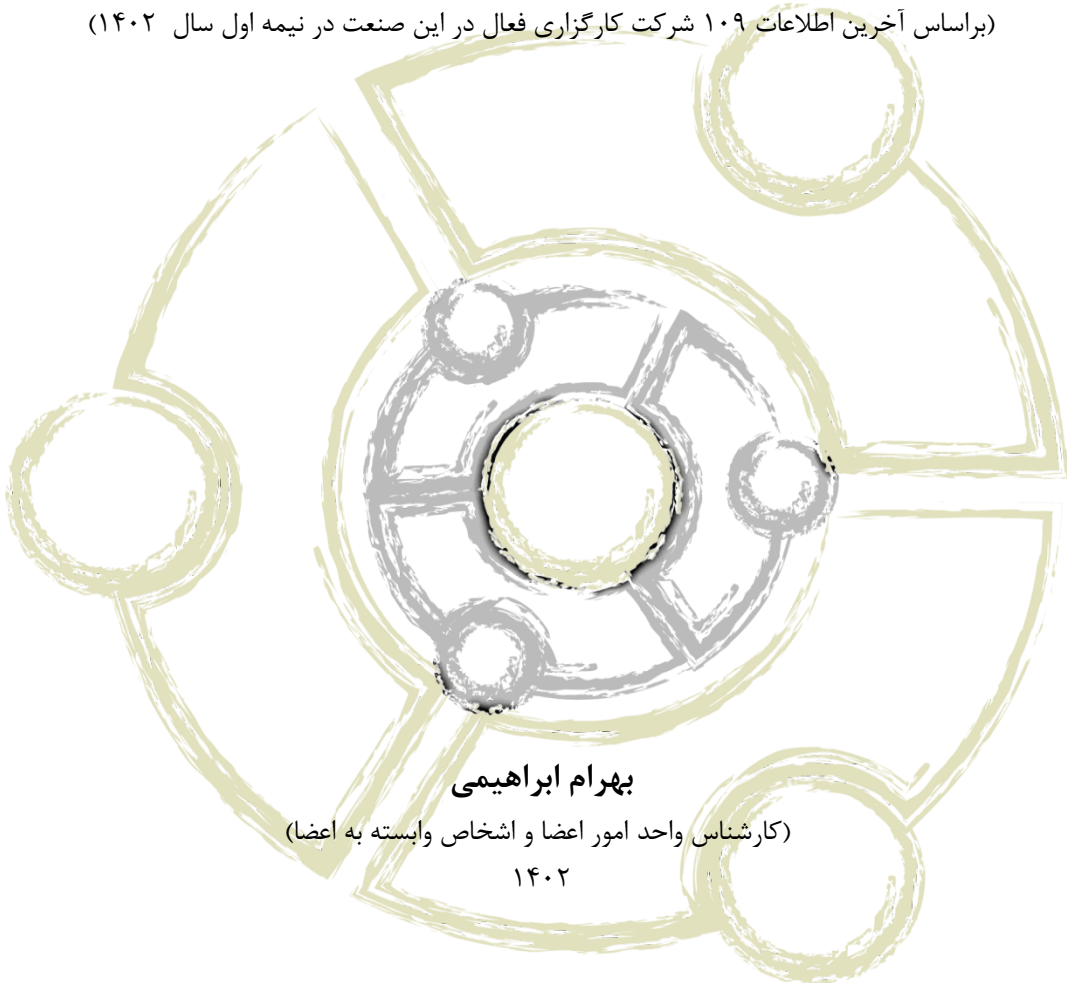 (براساس آخرین اطلاعات ۱۰۹ شرکت کارگزاری فعال در این صنعت در نیمه اول سال ۱۴۰۲)
بهرام ابراهیمی
(کارشناس واحد امور اعضا و اشخاص وابسته به اعضا)
۱۴۰۲